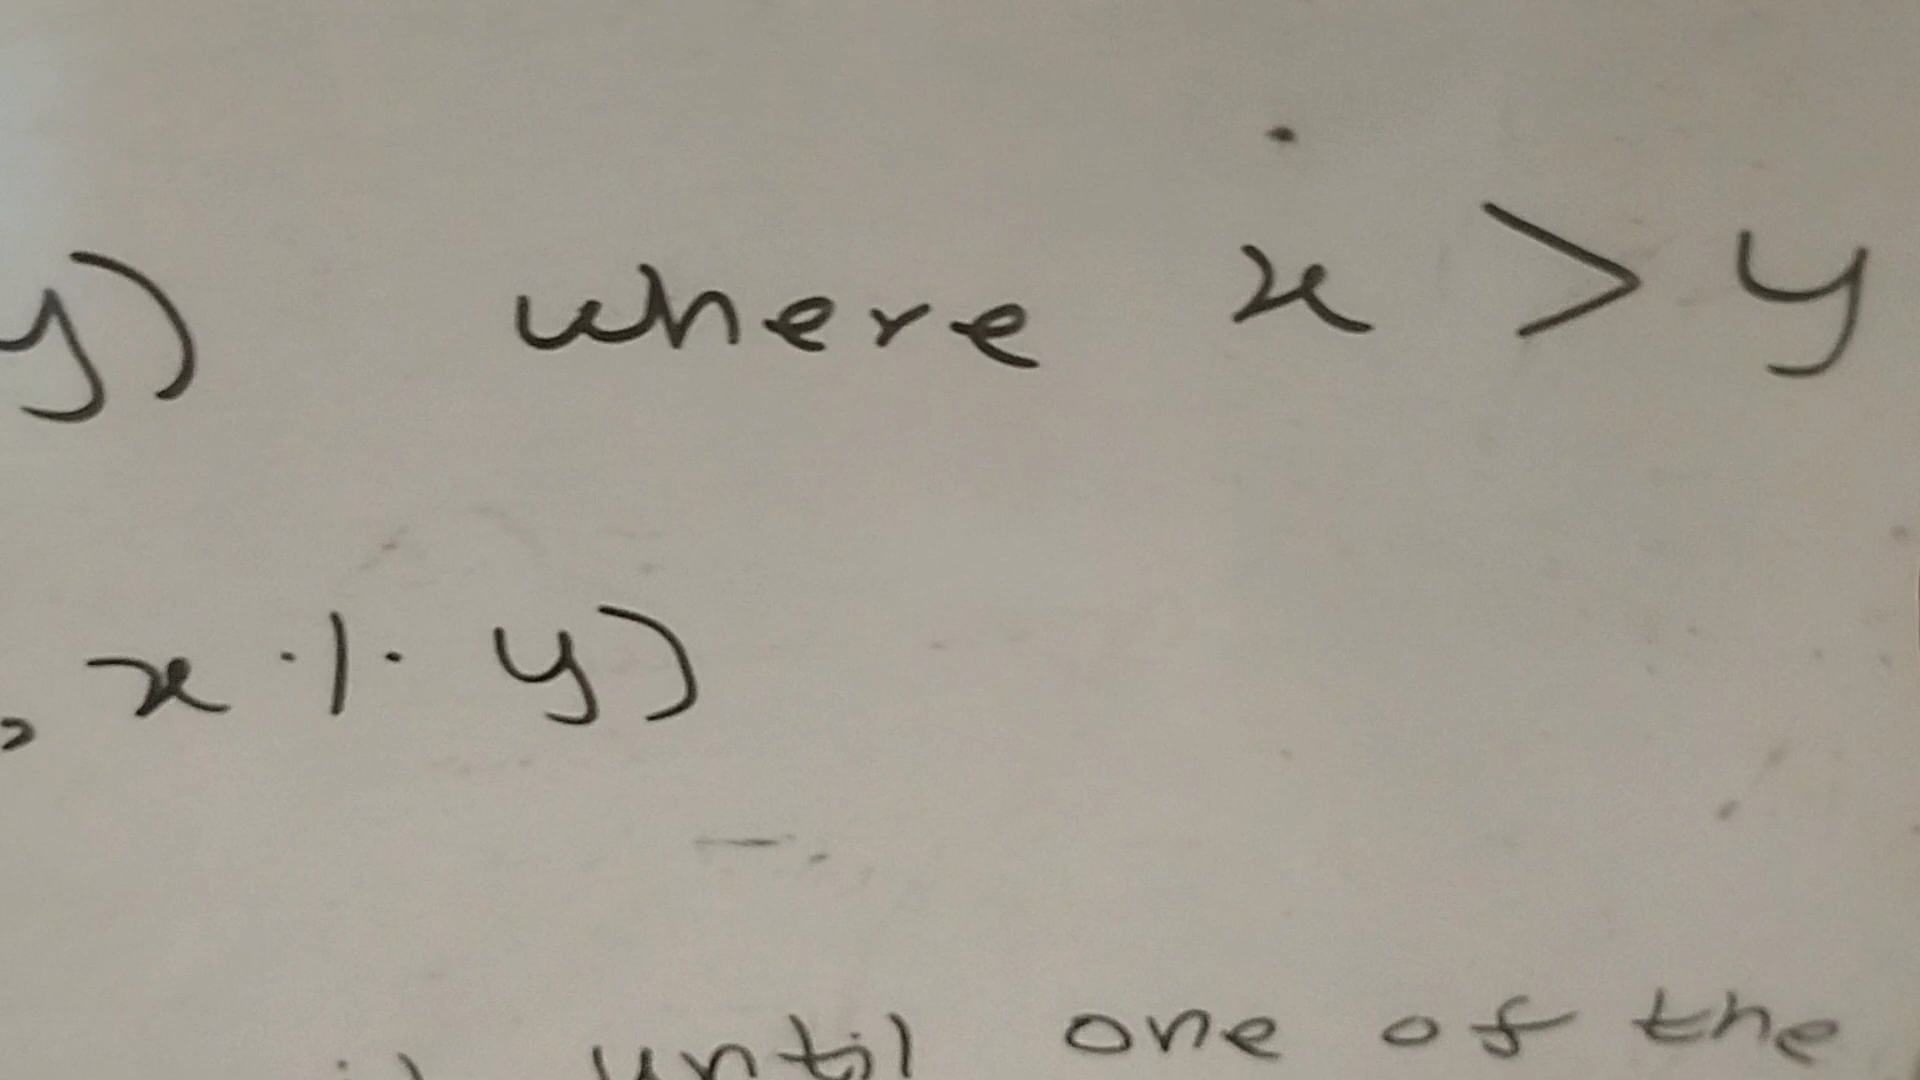 y) where x > y
, x % y)
until one of the